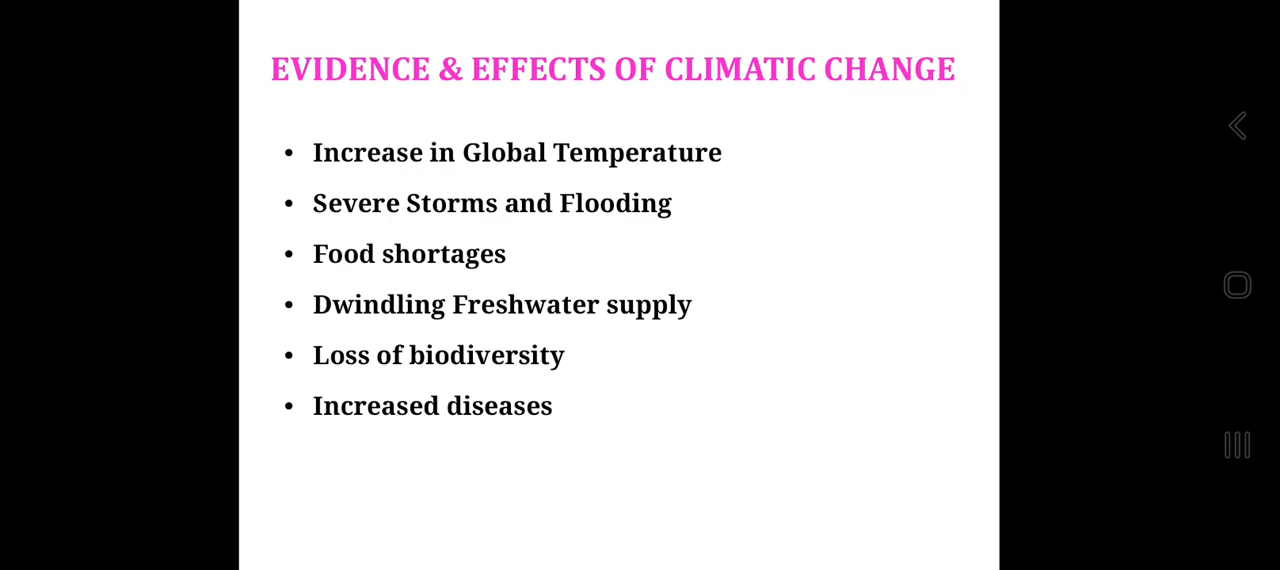 EVIDENCE & EFFECTS OF CLIMATIC CHANGE
• Increase in Global Temperature
• Severe Storms and Flooding
• Food shortages
• Dwindling Freshwater supply
• Loss of biodiversity
• Increased diseases